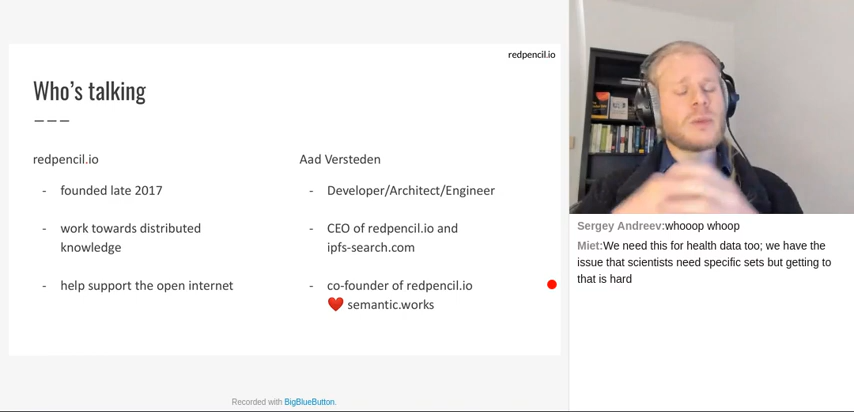 redpencil.io
Who's talking
———
redpencil.io
- founded late 2017
- work towards distributed
knowledge
- help support the open internet
Aad Versteden
- Developer/Architect/Engineer
- CEO of redpencil.io and
ipfs-search.com
- co-founder of redpencil.io
❤️ semantic.works
Sergey Andreev:whooop whoop
Miet:We need this for health data too; we have the
issue that scientists need specific sets but getting to
that is hard
Recorded with BigBlueButton.